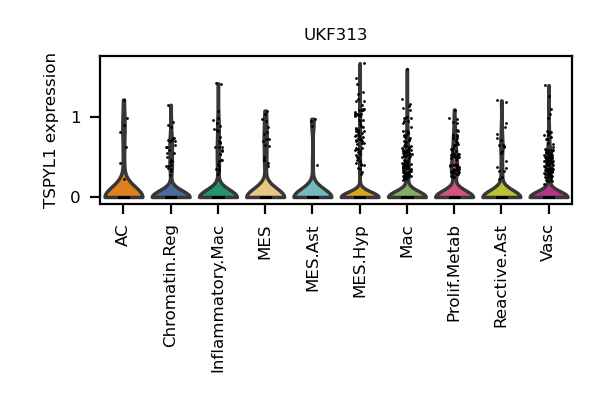 UKF313
TSPYL1 expression
1
0
AC
Chromatin.Reg
Inflammatory.Mac
MES
MES.Ast
MES.Hyp
Mac
Prolif.Metab
Reactive.Ast
Vasc